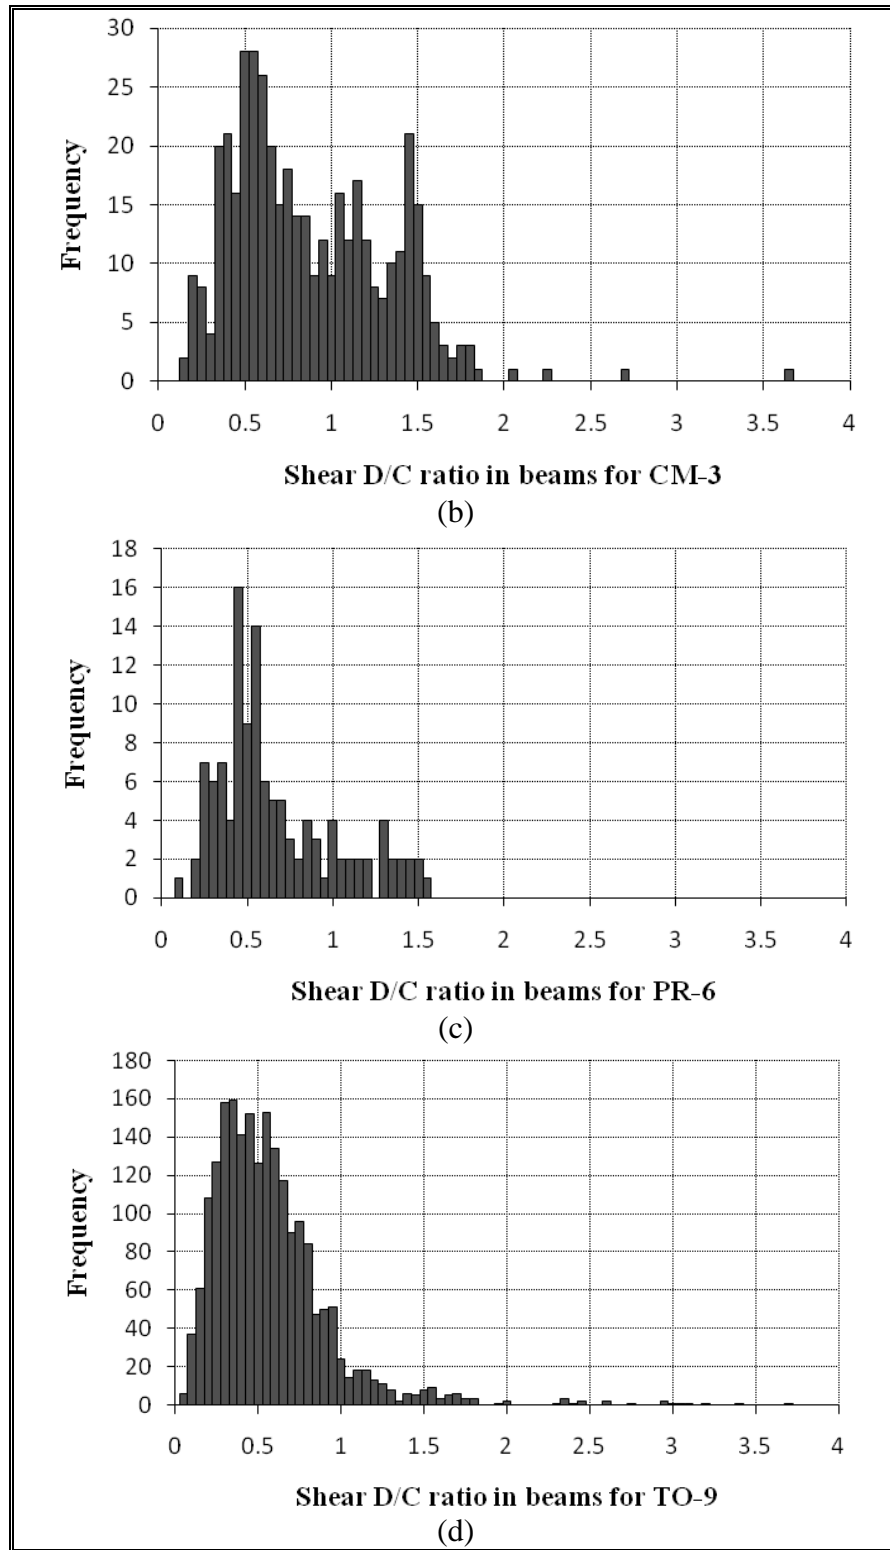 30
25
20
15
10
5
0
Frequency
0 0.5 1 1.5 2 2.5 3 3.5 4
Shear D/C ratio in beams for CM-3
(b)
18
16
14
12
10
8
6
4
2
0
Frequency
0 0.5 1 1.5 2 2.5 3 3.5 4
Shear D/C ratio in beams for PR-6
(c)
180
160
140
120
100
80
60
40
20
0
Frequency
0 0.5 1 1.5 2 2.5 3 3.5 4
Shear D/C ratio in beams for TO-9
(d)